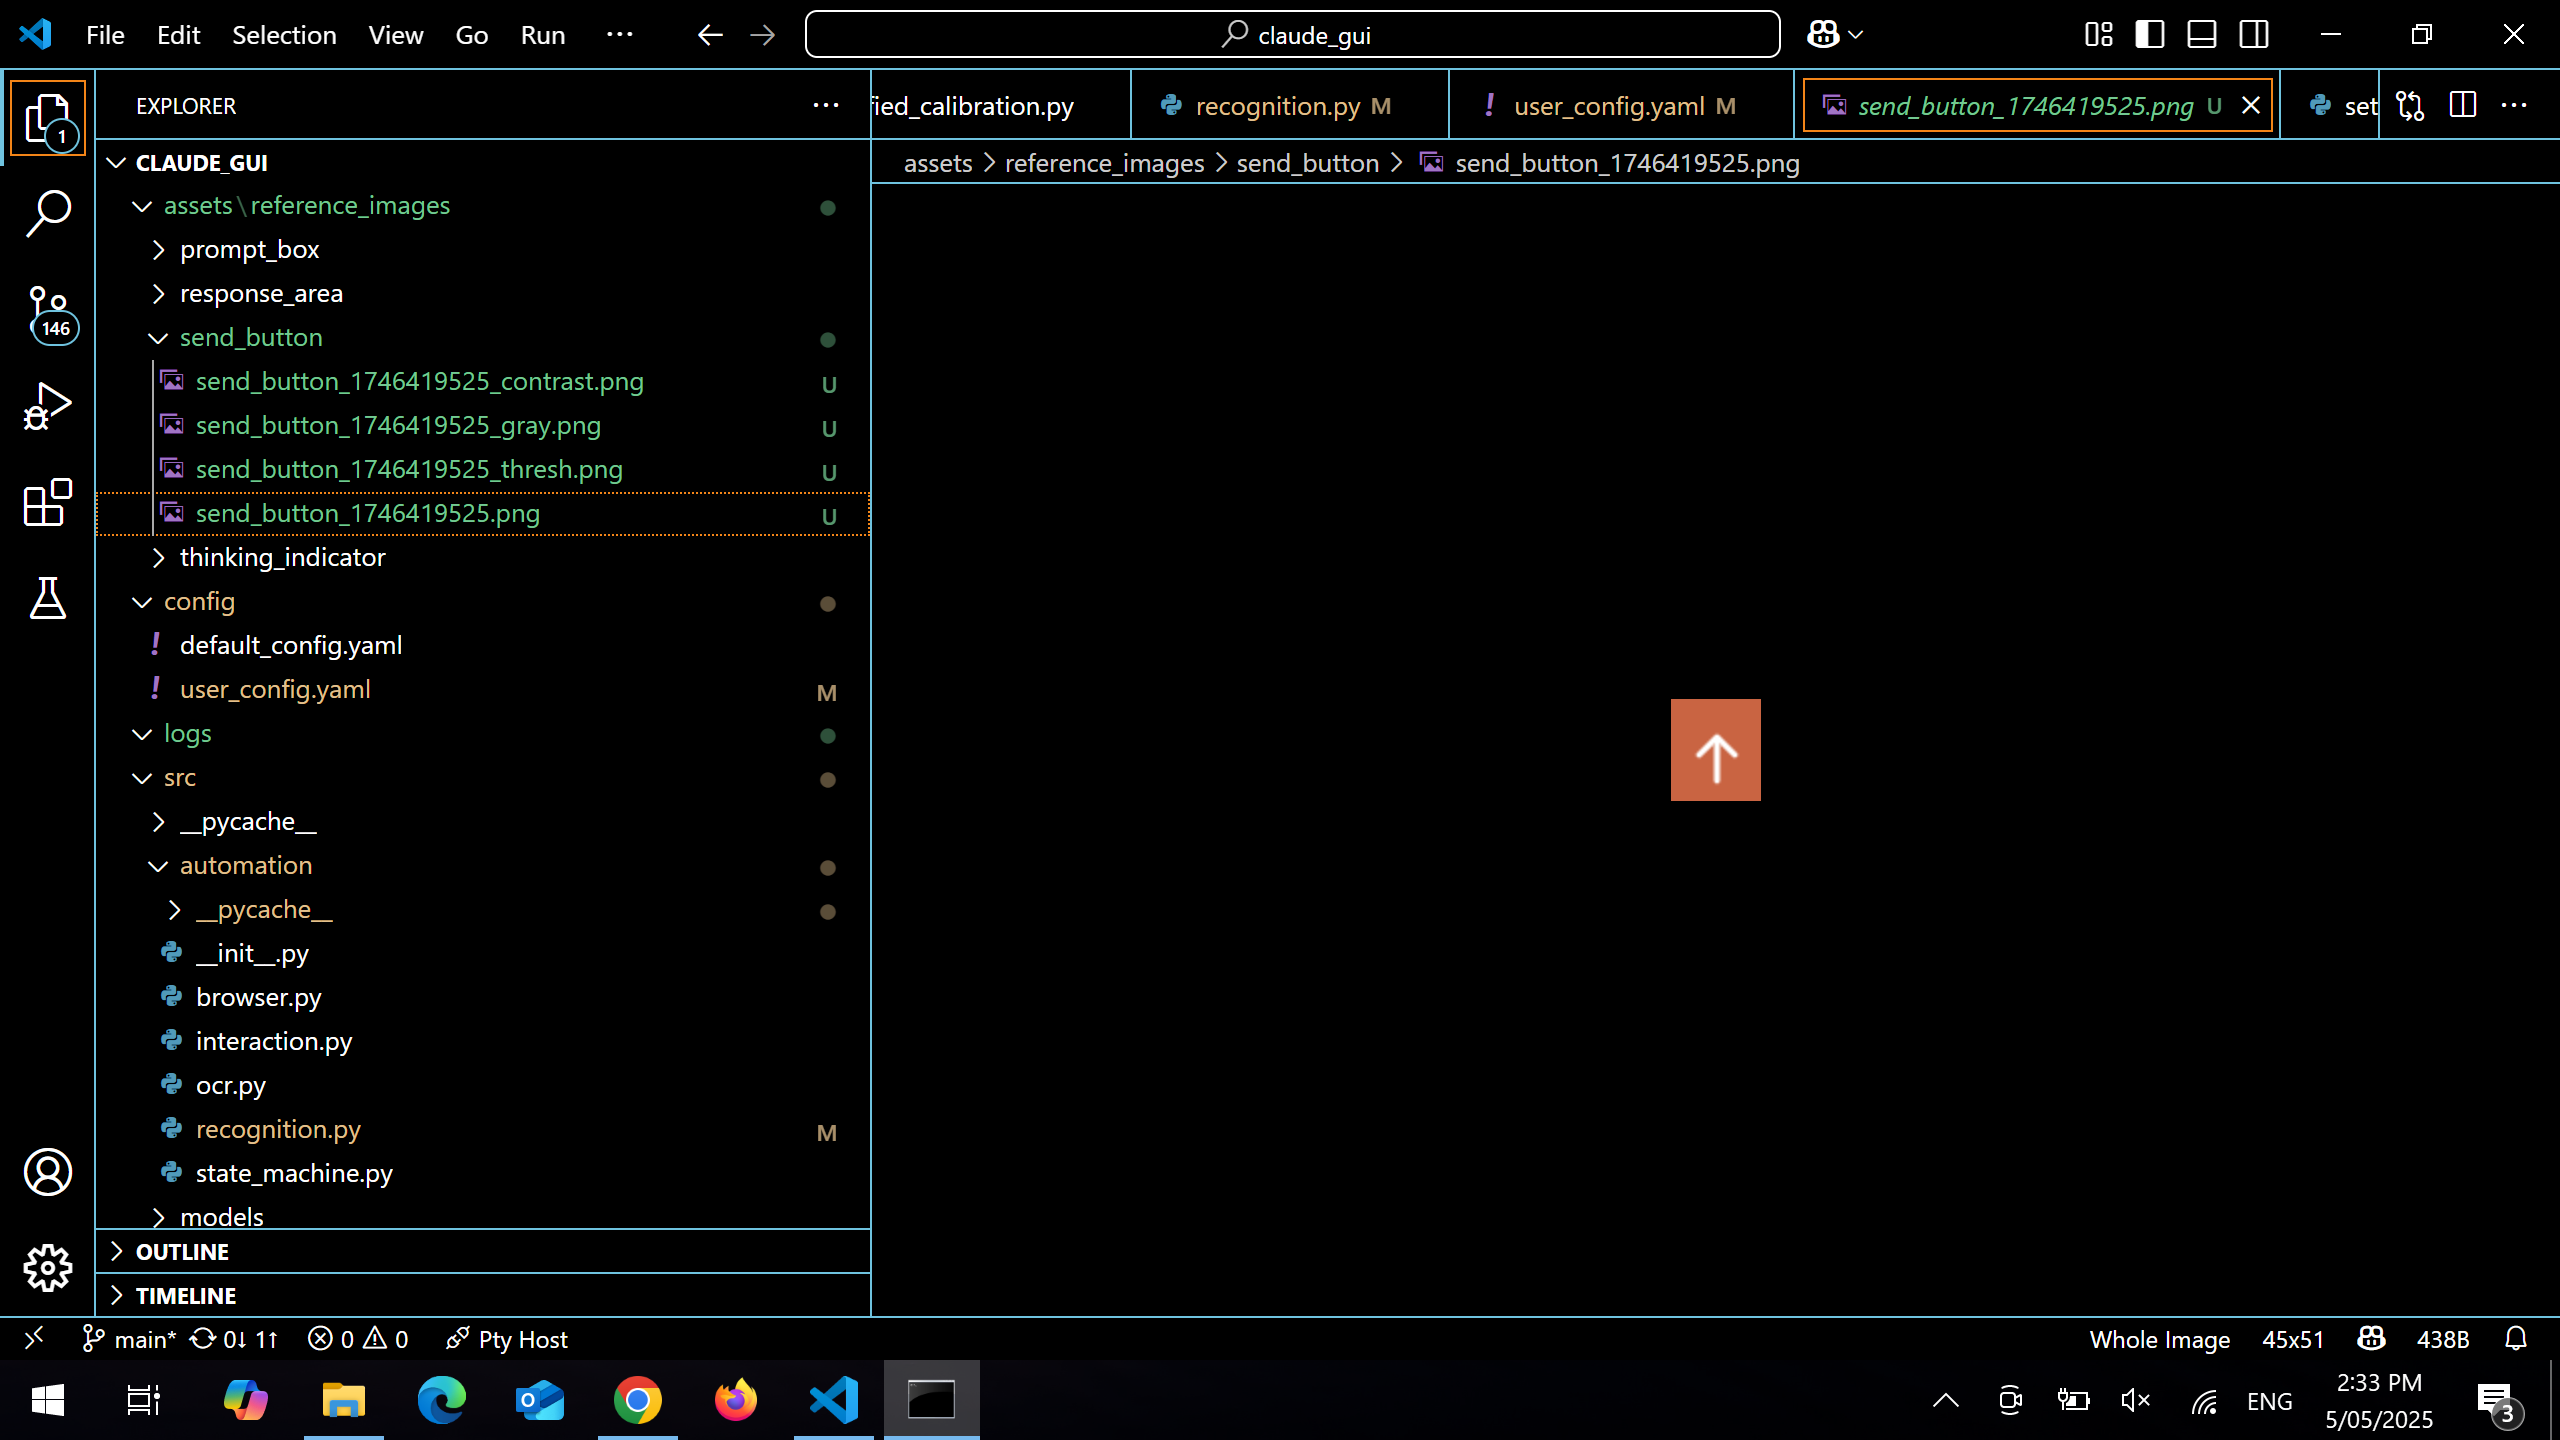 File Edit Selection View Go Run ···
claude_gui
1
146
EXPLORER
CLAUDE_GUI
assets\reference_images
prompt_box
response_area
send_button
send_button_1746419525_contrast.png U
send_button_1746419525_gray.png U
send_button_1746419525_thresh.png U
send_button_1746419525.png U
thinking_indicator
config
default_config.yaml
user_config.yaml M
logs
src
__pycache__
automation
__pycache__
__init__.py
browser.py
interaction.py
ocr.py
recognition.py M
state_machine.py
models
OUTLINE
TIMELINE
fied_calibration.py
recognition.py M
user_config.yaml M
send_button_1746419525.png U
set
assets > reference_images > send_button > send_button_1746419525.png
main* 0↓ 1↑ 0 0 Pty Host
Whole Image 45x51 438B
ENG
2:33 PM
5/05/2025
3